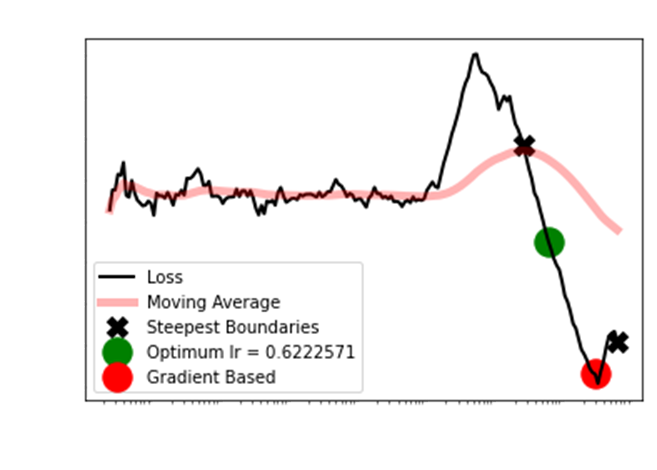 Loss
Moving Average
Steepest Boundaries
Optimum lr = 0.6222571
Gradient Based